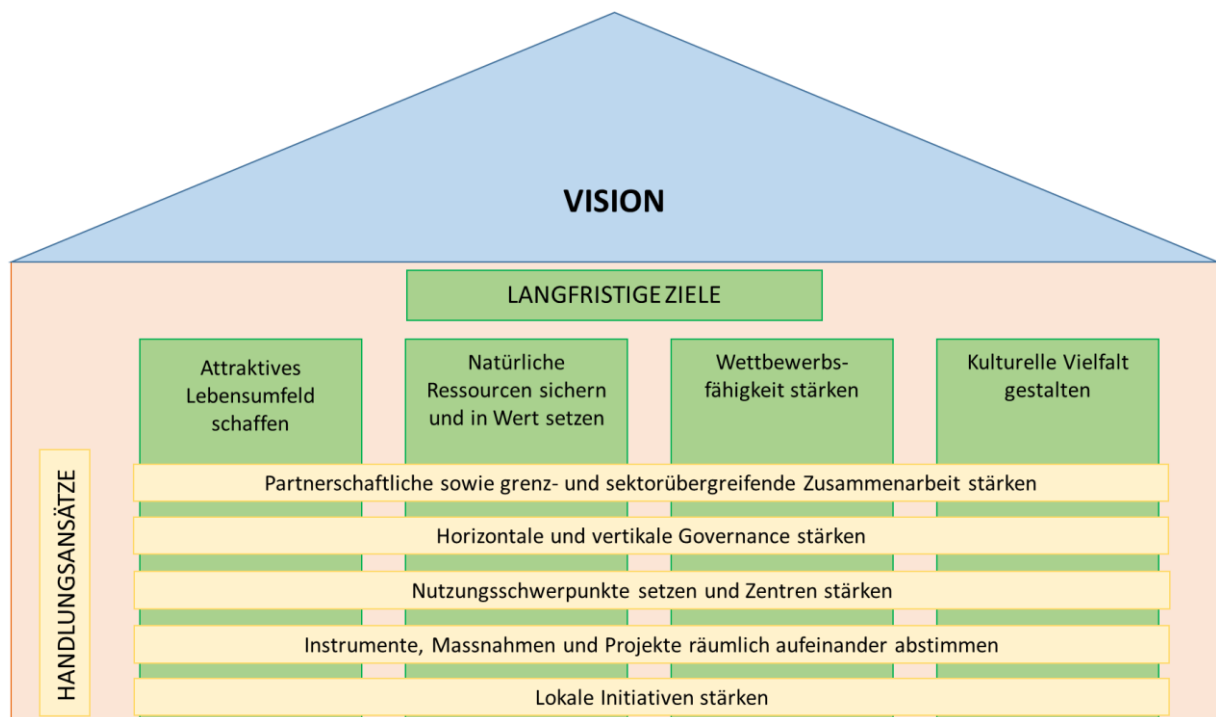 VISION
LANGFRISTIGE ZIELE
Attraktives
Lebensumfeld
schaffen
Natürliche
Ressourcen sichern
und in Wert setzen
Wettbewerbs-
fähigkeit stärken
Kulturelle Vielfalt
gestalten
HANDLUNGSANSÄTZE
Partnerschaftliche sowie grenz- und sektorübergreifende Zusammenarbeit stärken
Horizontale und vertikale Governance stärken
Nutzungsschwerpunkte setzen und Zentren stärken
Instrumente, Massnahmen und Projekte räumlich aufeinander abstimmen
Lokale Initiativen stärken